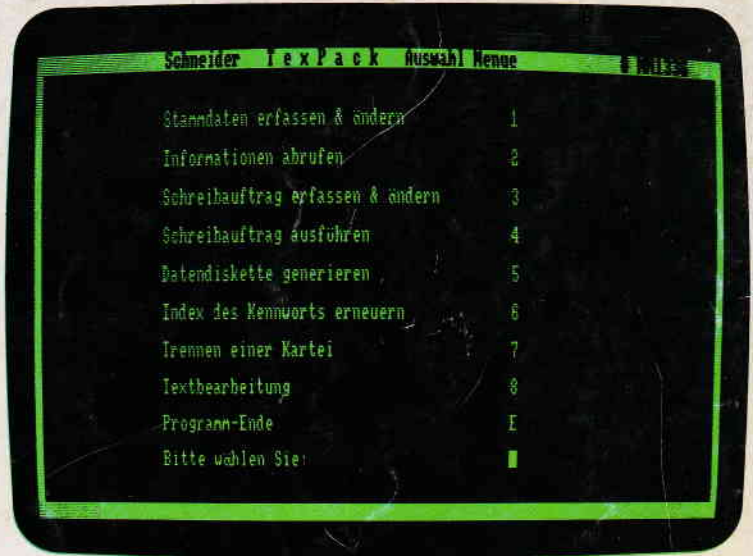 Schneider TexPack Auswahl Menue
Stammdaten erfassen & ändern 1
Informationen abrufen 2
Schreibauftrag erfassen & ändern 3
Schreibauftrag ausführen 4
Datendiskette generieren 5
Index des Kennworts erneuern 6
Trennen einer Kartei 7
Textbearbeitung 8
Programm-Ende E
Bitte wählen Sie: